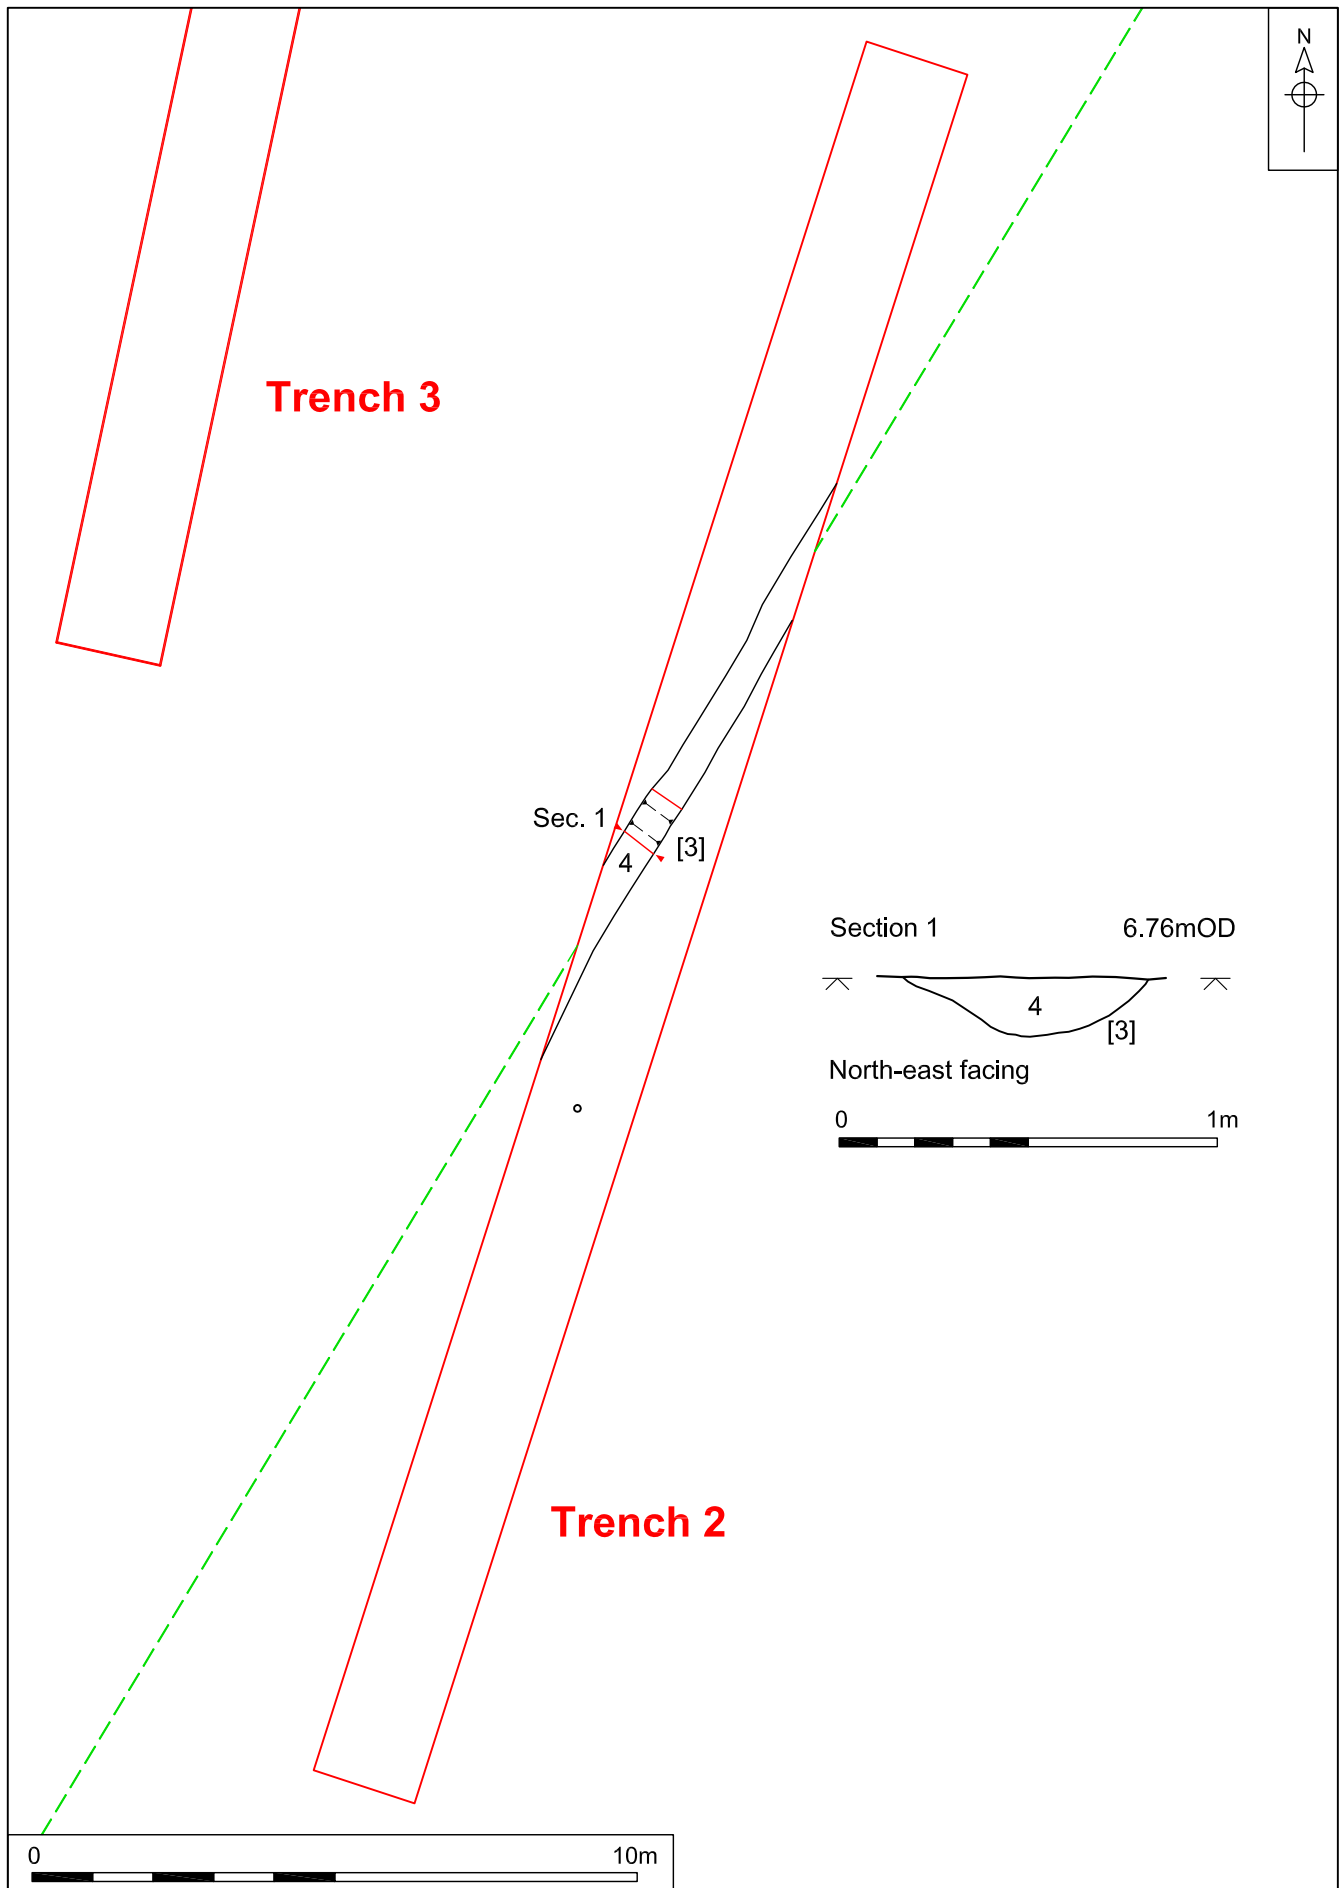 N
Trench 3
Sec. 1
[3]
4
Section 1 6.76mOD
4
[3]
North-east facing
0 1m
Trench 2
0 10m